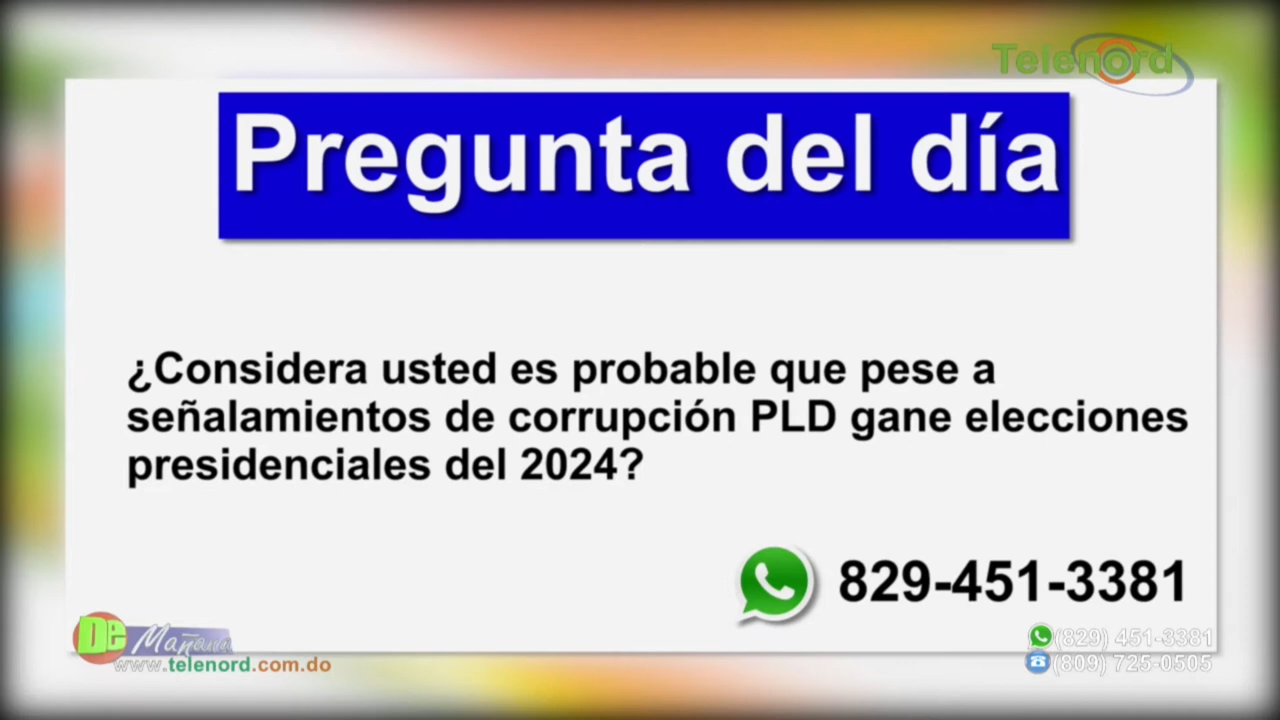 Telenord
Pregunta del día
¿Considera usted es probable que pese a
señalamientos de corrupción PLD gane elecciones
presidenciales del 2024?
829-451-3381
De Mañana
www.telenord.com.do
(829) 451-3381
(809) 725-0505